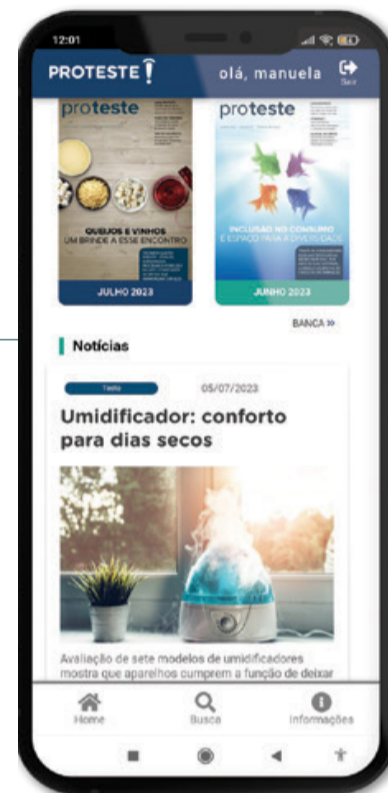 12:01
PROTESTE
olá, manuela
Sair
proteste
QUEIJOS E VINHOS
UM BRINDE A ESSE ENCONTRO
JULHO 2023
proteste
INCLUSÃO NO CONSUMO
É ESPAÇO PARA A DIVERSIDADE
JUNHO 2023
BANCA »
Notícias
Teste
05/07/2023
Umidificador: conforto
para dias secos
Avaliação de sete modelos de umidificadores
mostra que aparelhos cumprem a função de deixar
Home
Busca
Informações